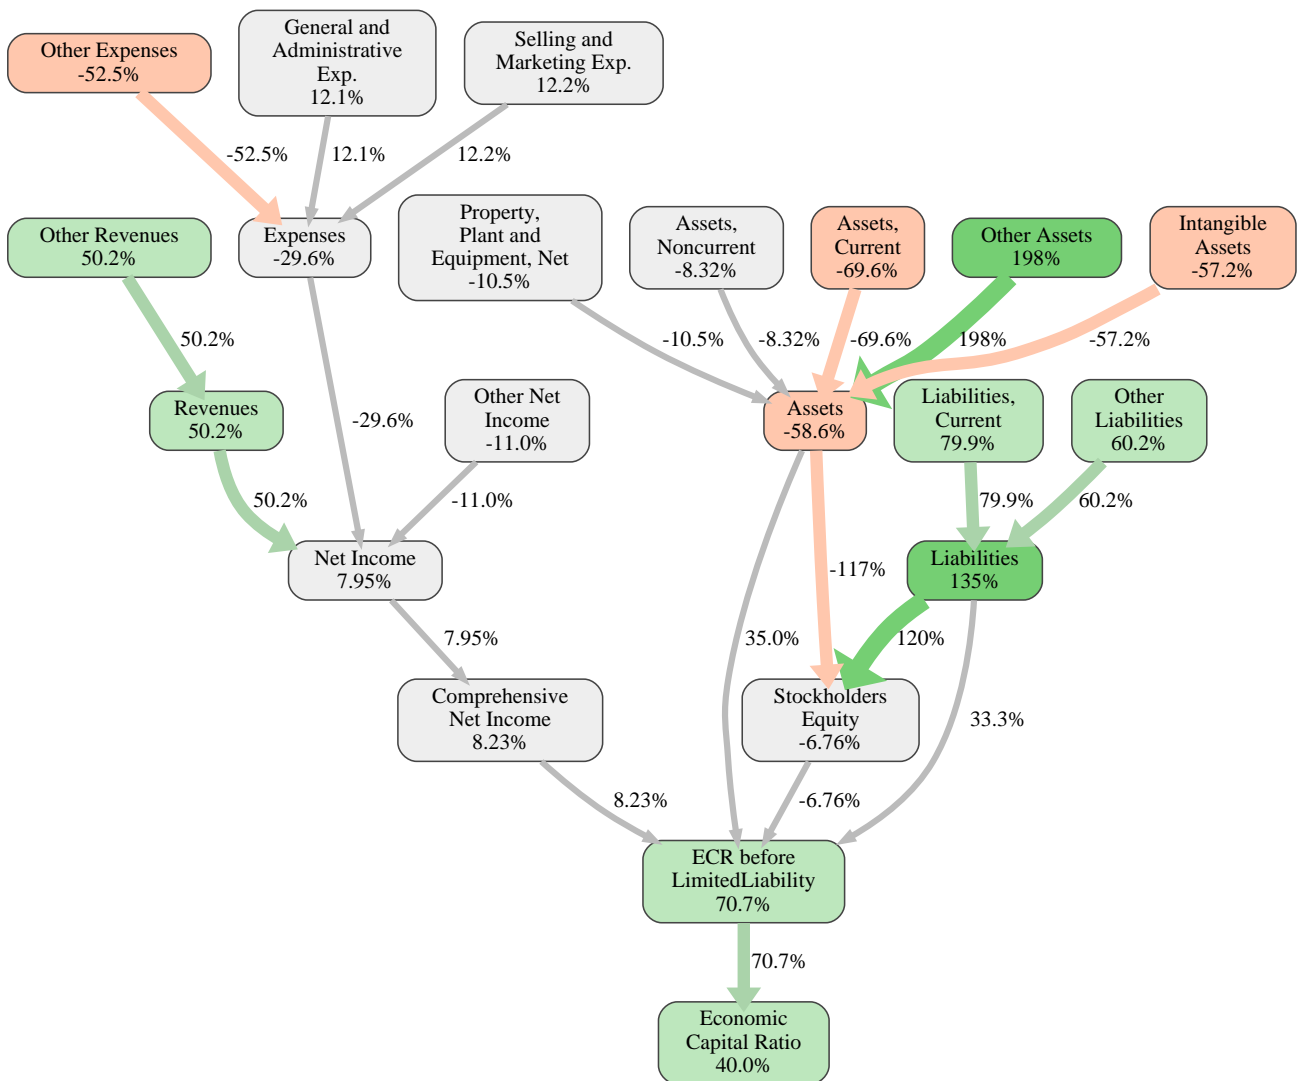 Other Expenses
-52.5%
General and
Administrative
Exp.
12.1%
Selling and
Marketing Exp.
12.2%
-52.5%
12.1%
12.2%
Other Revenues
50.2%
Expenses
-29.6%
Property,
Plant and
Equipment, Net
-10.5%
Assets,
Noncurrent
-8.32%
Assets,
Current
-69.6%
Other Assets
198%
Intangible
Assets
-57.2%
50.2%
-10.5%
-8.32%
-69.6%
198%
-57.2%
Revenues
50.2%
-29.6%
Other Net
Income
-11.0%
Assets
-58.6%
Liabilities,
Current
79.9%
Other
Liabilities
60.2%
50.2%
-11.0%
79.9%
60.2%
Net Income
7.95%
-117%
Liabilities
135%
7.95%
35.0%
120%
Comprehensive
Net Income
8.23%
Stockholders
Equity
-6.76%
33.3%
8.23%
-6.76%
ECR before
LimitedLiability
70.7%
70.7%
Economic
Capital Ratio
40.0%